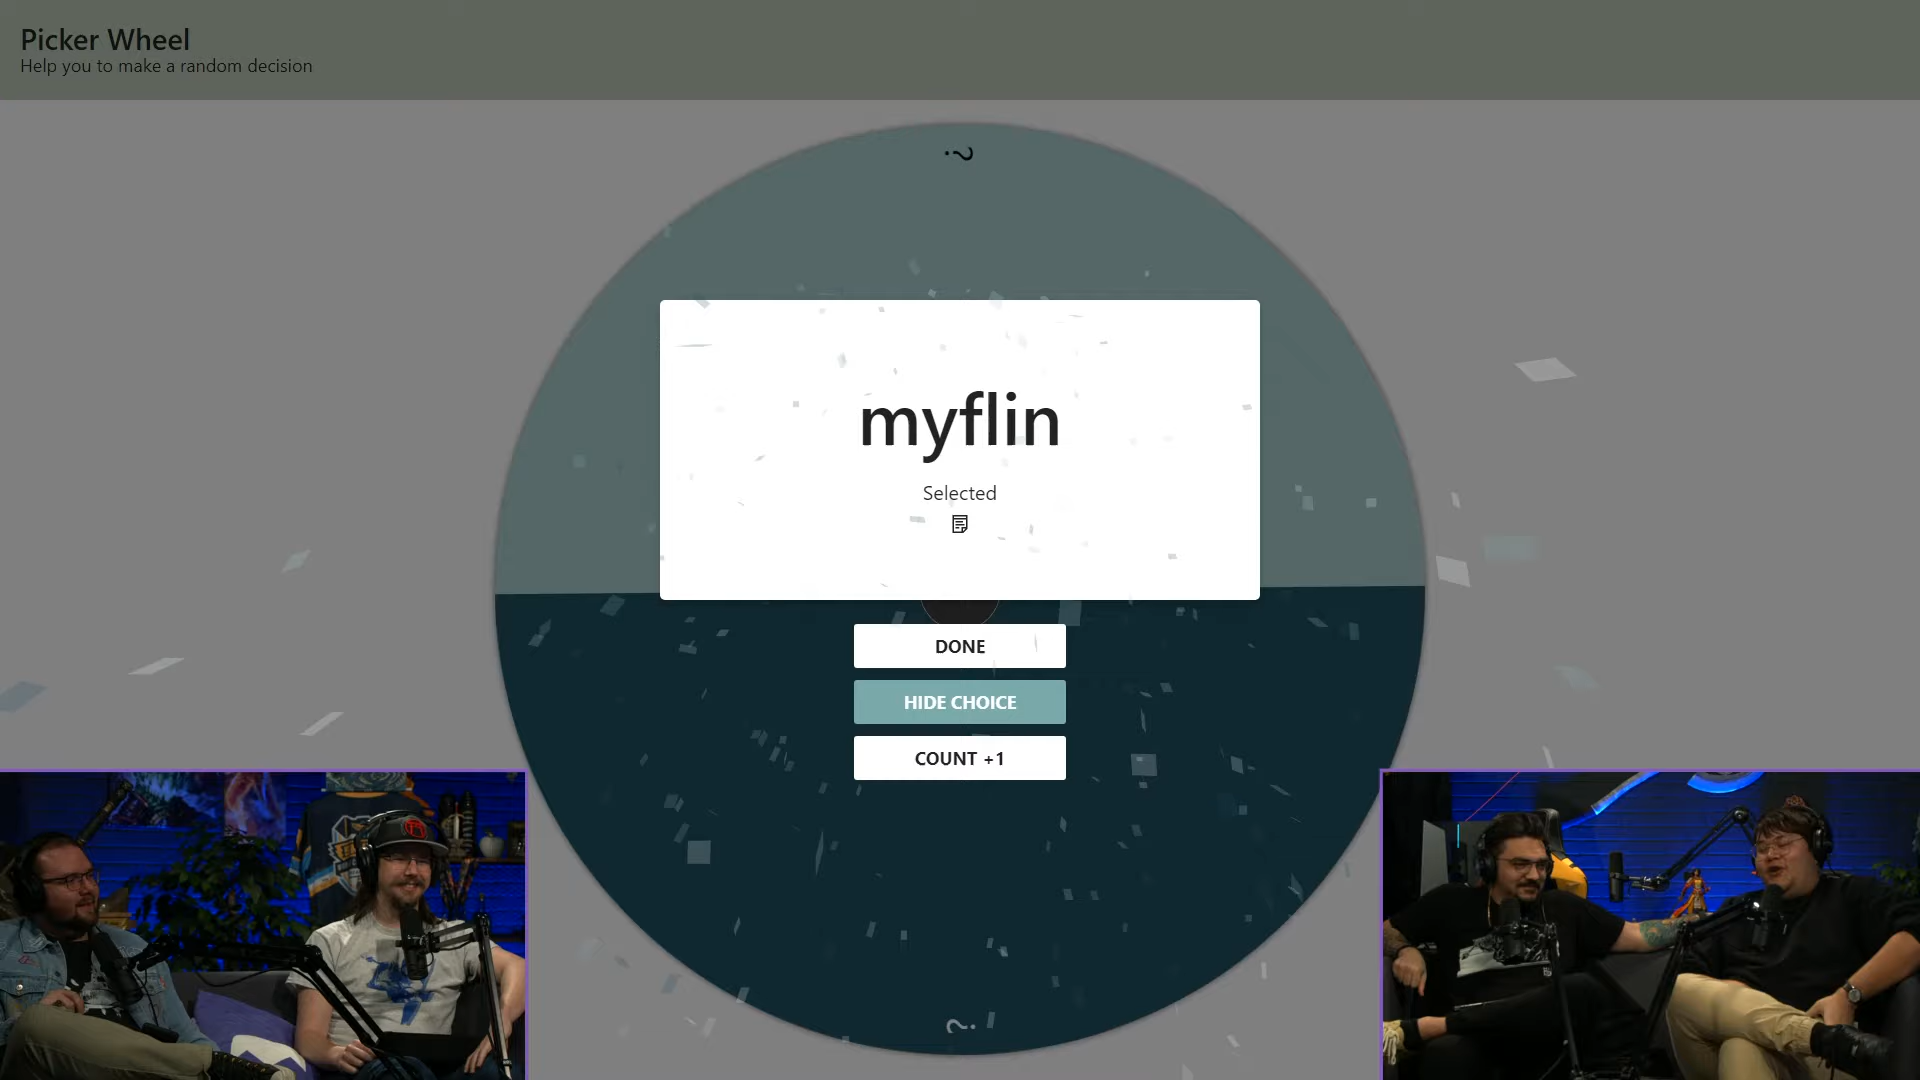 Picker Wheel
Help you to make a random decision
?
myflin
Selected
DONE
HIDE CHOICE
COUNT +1
?